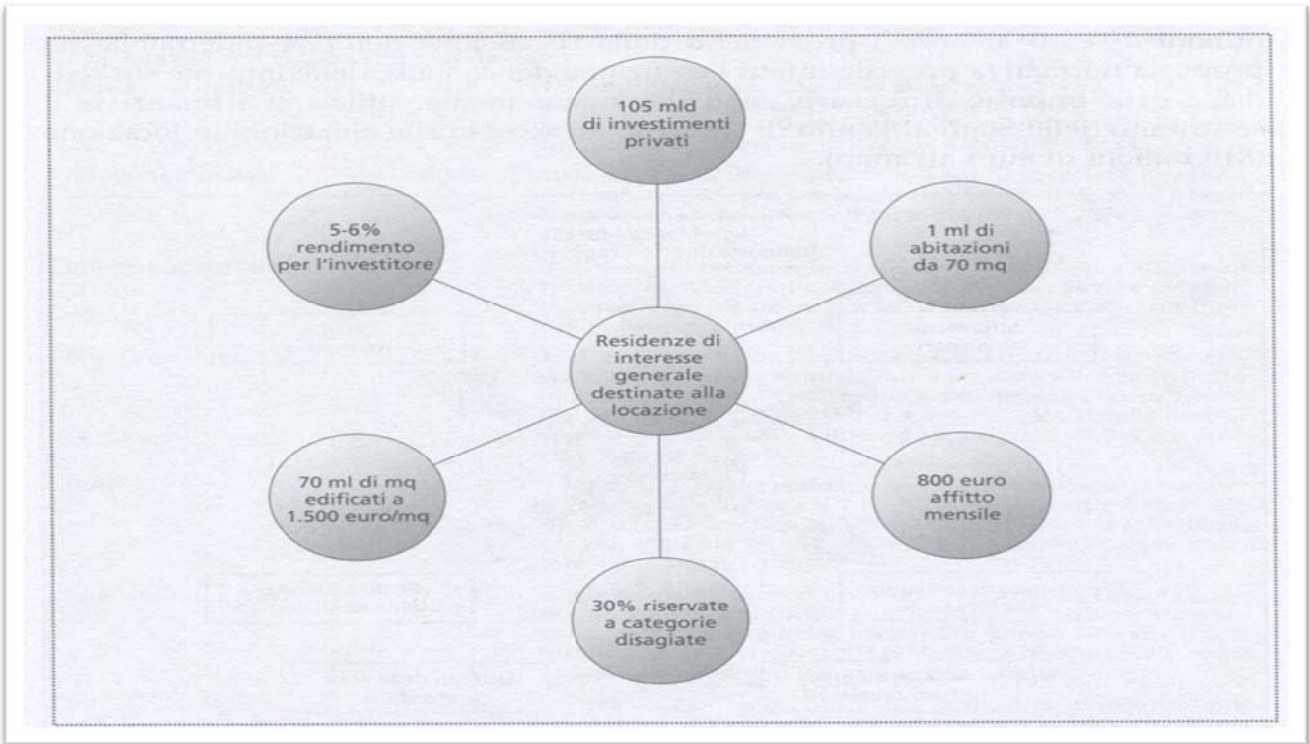 105 mld
di investimenti
privati
5-6%
rendimento
per l'investitore
1 ml di
abitazioni
da 70 mq
Residenze di
interesse
generale
destinate alla
locazione
70 ml di mq
edificati a
1.500 euro/mq
800 euro
affitto
mensile
30% riservate
a categorie
disagiate